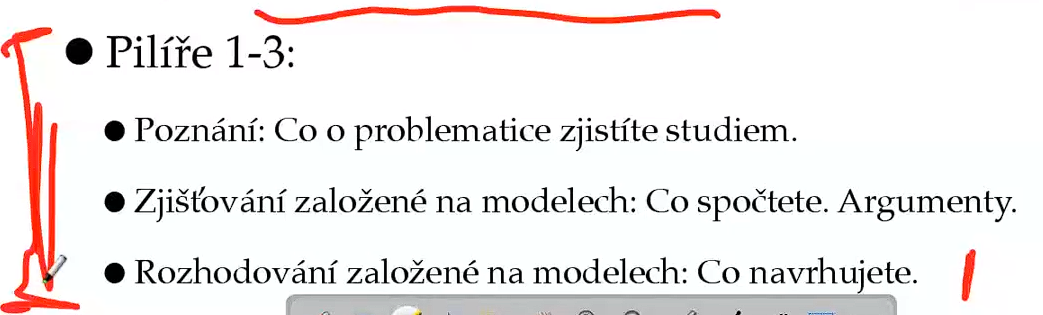 Pilíře 1-3:
Poznání: Co o problematice zjistíte studiem.
Zjišťování založené na modelech: Co spočtete. Argumenty.
Rozhodování založené na modelech: Co navrhujete.